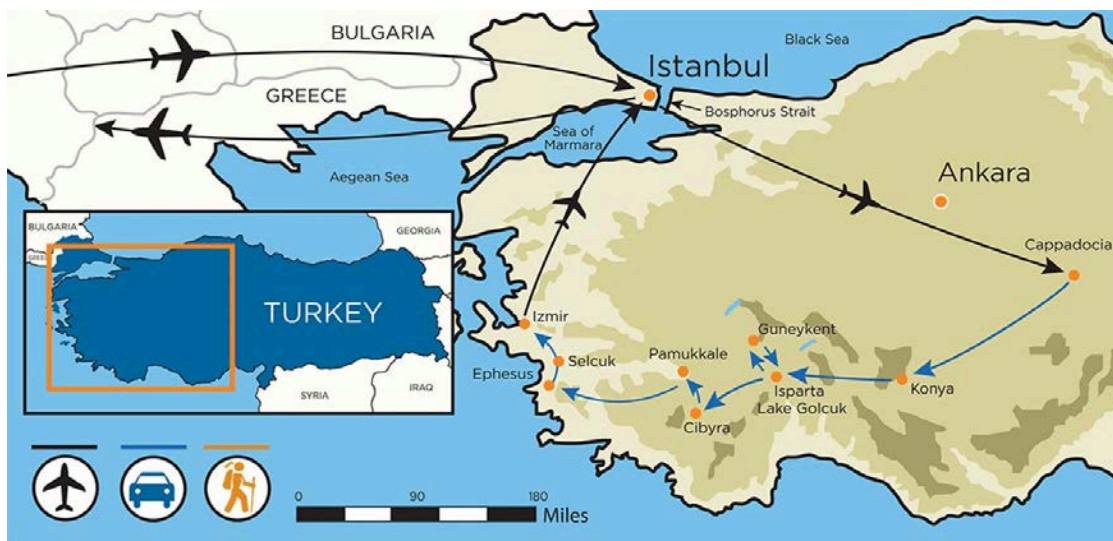 BULGARIA
Black Sea
Istanbul
GREECE
Bosphorus Strait
Sea of
Marmara
Aegean Sea
Ankara
BULGARIA
GEORGIA
GREE
Cappadocia
TURKEY
Izmir
Guneykent
Selcuk
Pamukkale
Ephesus
Isparta
Lake Golcuk
Konya
SYRIA
IRAQ
Cibyra
0
90
180
Miles